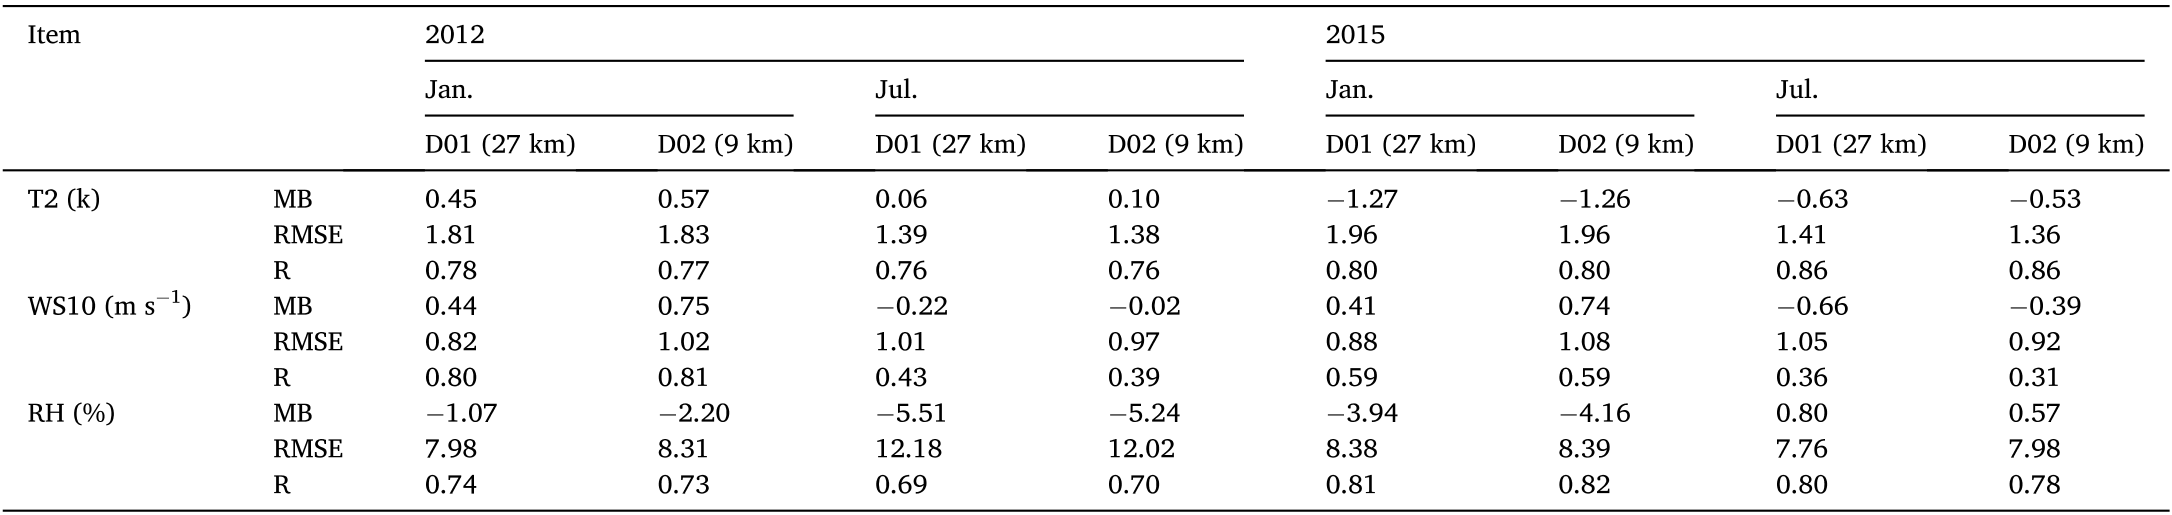 Item 2012 2015
Jan. Jul. Jan. Jul.
D01 (27 km) D02 (9 km) D01 (27 km) D02 (9 km) D01 (27 km) D02 (9 km) D01 (27 km) D02 (9 km)
T2 (k) MB 0.45 0.57 0.06 0.10 −1.27 −1.26 −0.63 −0.53
RMSE 1.81 1.83 1.39 1.38 1.96 1.96 1.41 1.36
R 0.78 0.77 0.76 0.76 0.80 0.80 0.86 0.86
WS10 (m s⁻¹) MB 0.44 0.75 −0.22 −0.02 0.41 0.74 −0.66 −0.39
RMSE 0.82 1.02 1.01 0.97 0.88 1.08 1.05 0.92
R 0.80 0.81 0.43 0.39 0.59 0.59 0.36 0.31
RH (%) MB −1.07 −2.20 −5.51 −5.24 −3.94 −4.16 0.80 0.57
RMSE 7.98 8.31 12.18 12.02 8.38 8.39 7.76 7.98
R 0.74 0.73 0.69 0.70 0.81 0.82 0.80 0.78